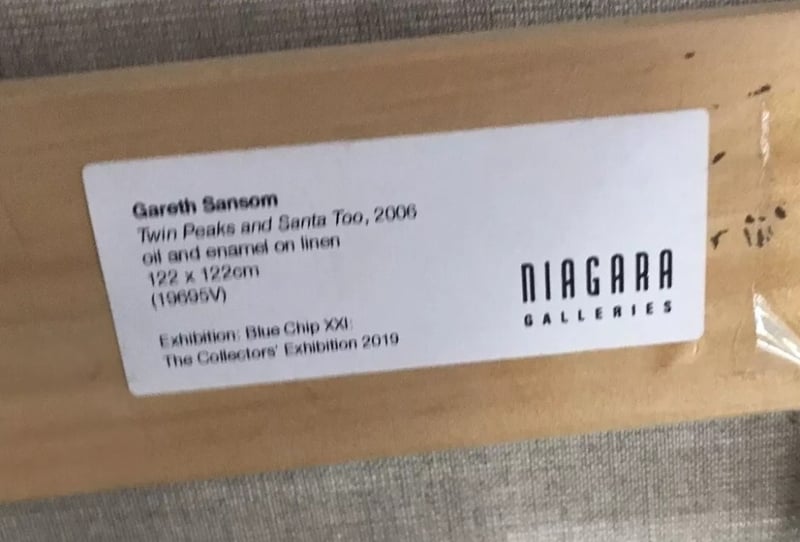 Gareth Sansom
Twin Peaks and Santa Too, 2006
oil and enamel on linen
122 x 122cm
(19695V)
Exhibition: Blue Chip XXI:
The Collectors' Exhibition 2019
NIAGARA
GALLERIES